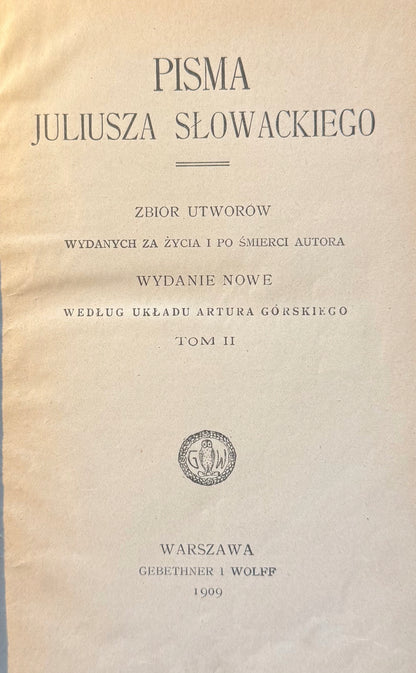 PISMA
JULIUSZA SŁOWACKIEGO
ZBIOR UTWORÓW
WYDANYCH ZA ŻYCIA I PO ŚMIERCI AUTORA
WYDANIE NOWE
WEDŁUG UKŁADU ARTURA GÓRSKIEGO
TOM II
G W
WARSZAWA
GEBETHNER I WOLFF
1909